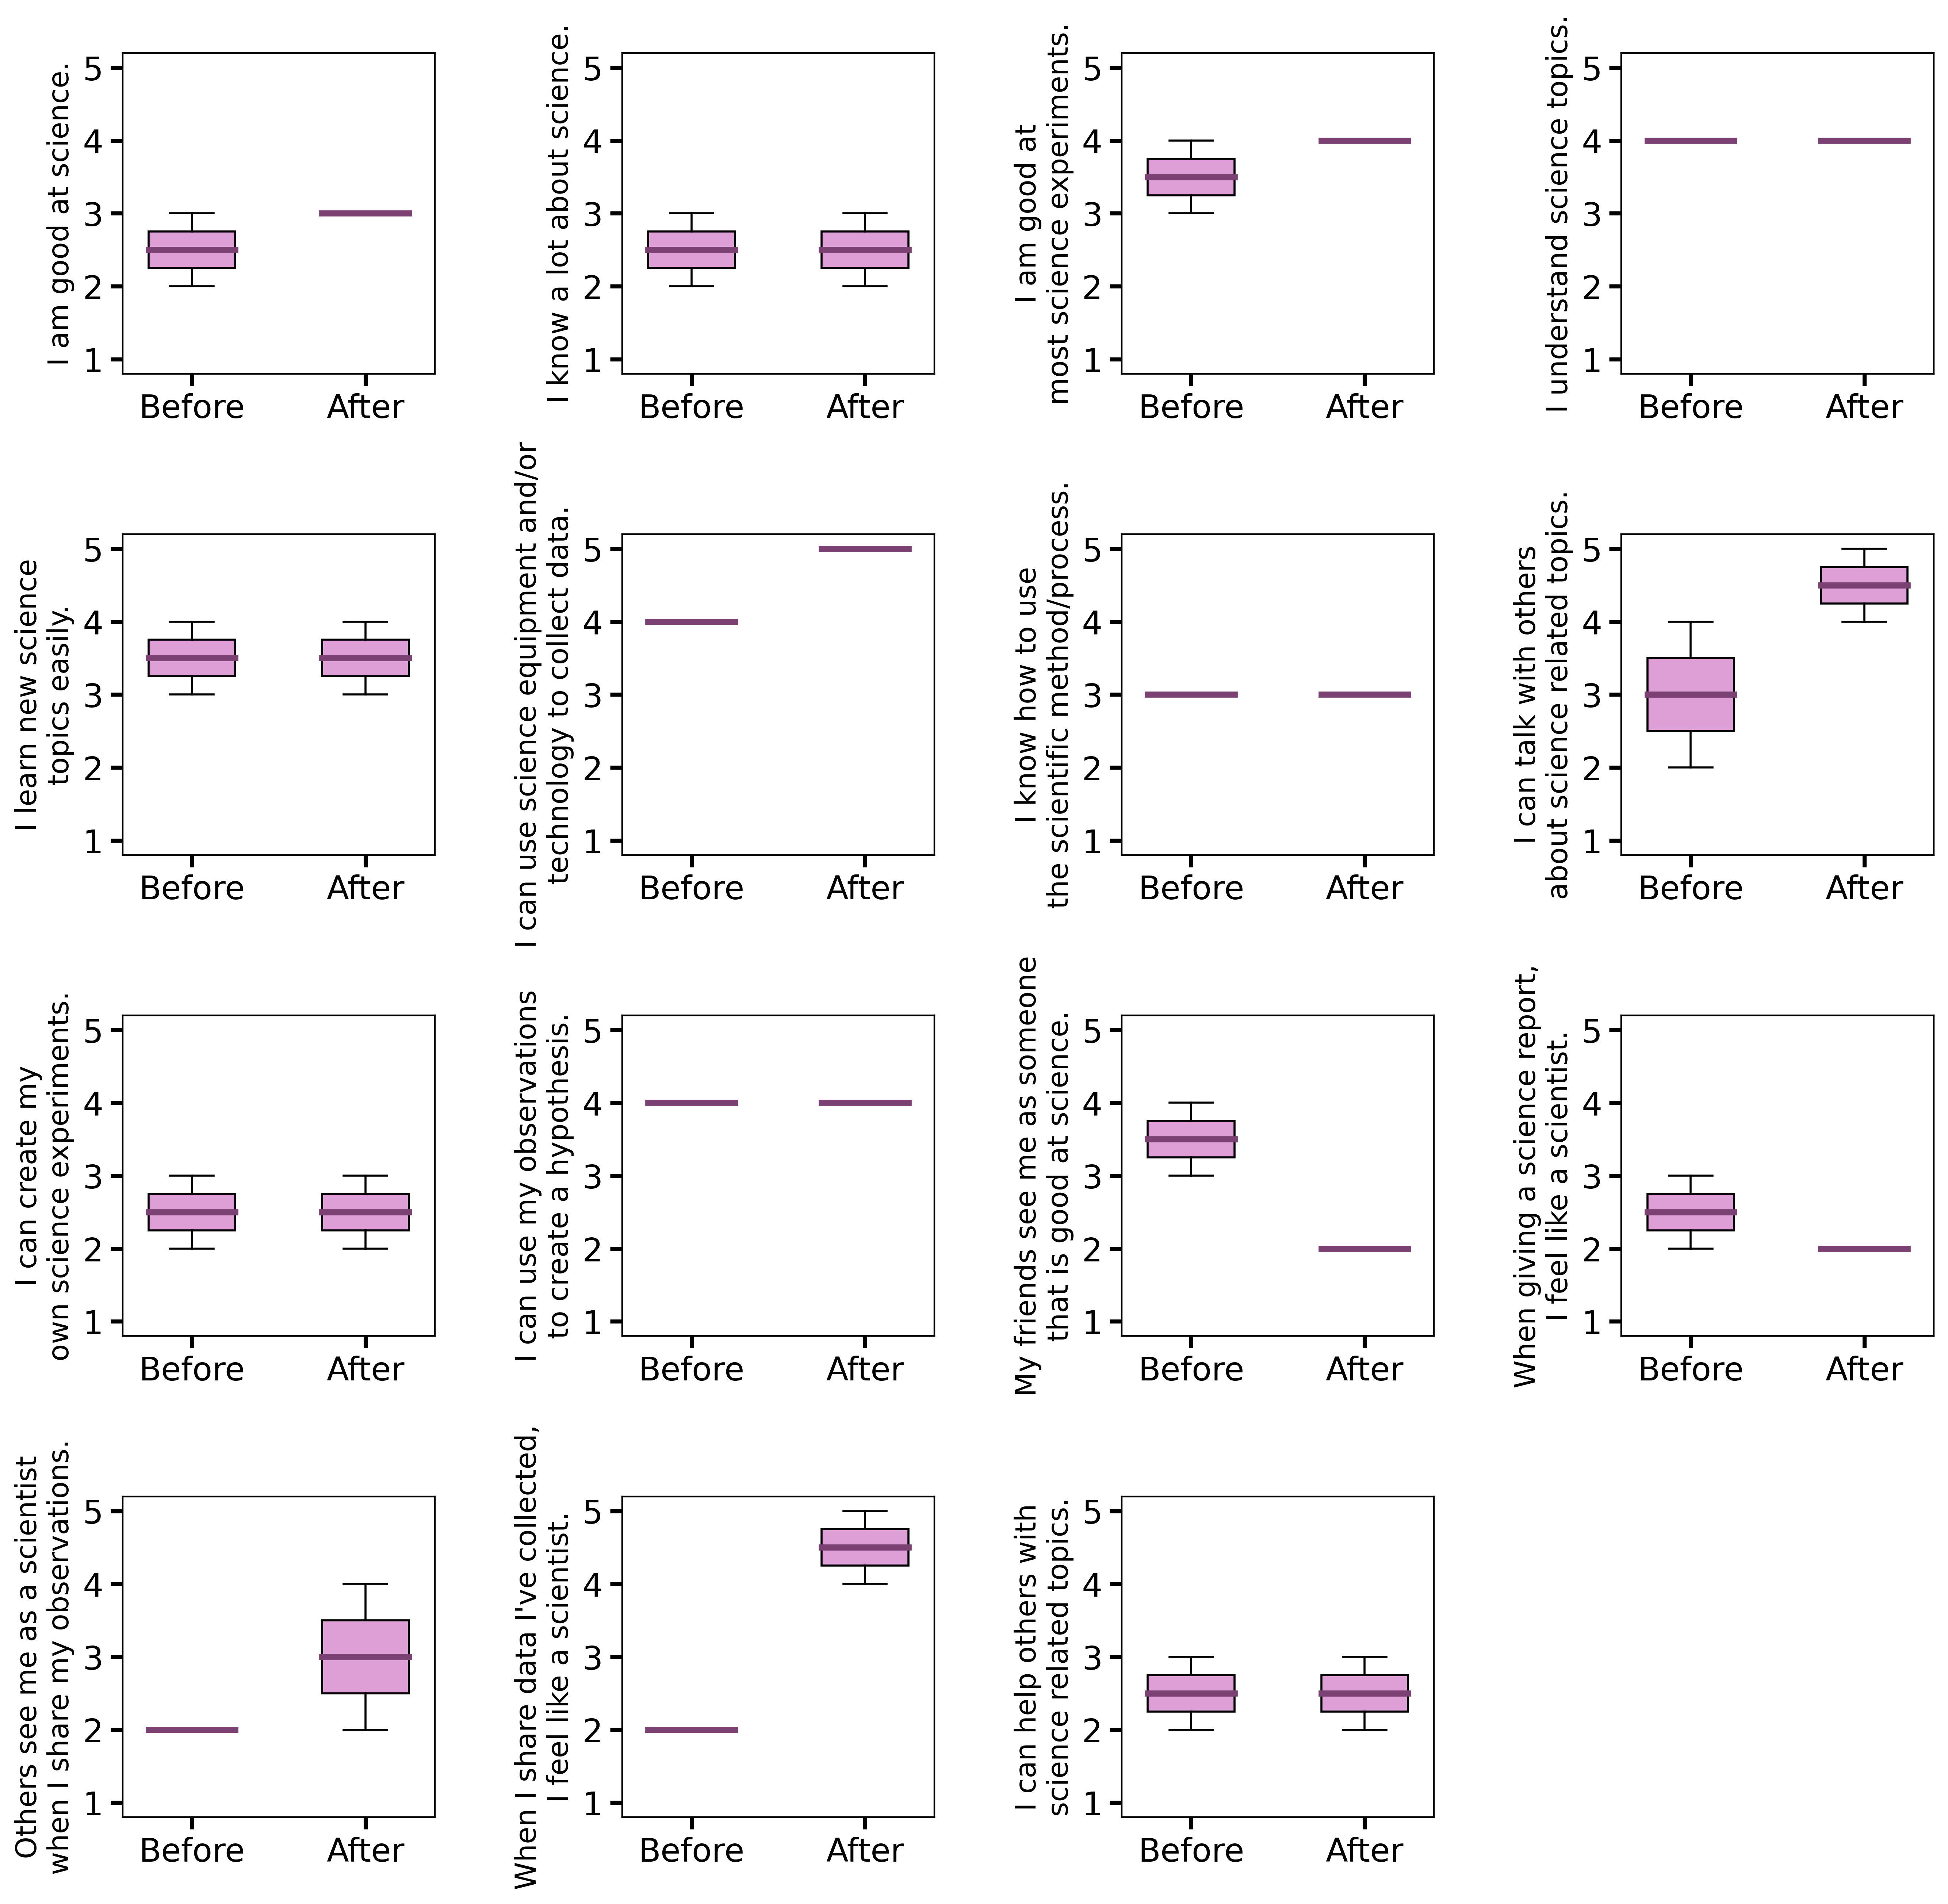 I am good at science.
5
4
3
2
1
Before After
I know a lot about science.
5
4
3
2
1
Before After
I am good at
most science experiments.
5
4
3
2
1
Before After
I understand science topics.
5
4
3
2
1
Before After
I learn new science
topics easily.
5
4
3
2
1
Before After
I can use science equipment and/or
technology to collect data.
5
4
3
2
1
Before After
I know how to use
the scientific method/process.
5
4
3
2
1
Before After
I can talk with others
about science related topics.
5
4
3
2
1
Before After
I can create my
own science experiments.
5
4
3
2
1
Before After
I can use my observations
to create a hypothesis.
5
4
3
2
1
Before After
My friends see me as someone
that is good at science.
5
4
3
2
1
Before After
When giving a science report,
I feel like a scientist.
5
4
3
2
1
Before After
Others see me as a scientist
when I share my observations.
5
4
3
2
1
Before After
When I share data I've collected,
I feel like a scientist.
5
4
3
2
1
Before After
I can help others with
science related topics.
5
4
3
2
1
Before After